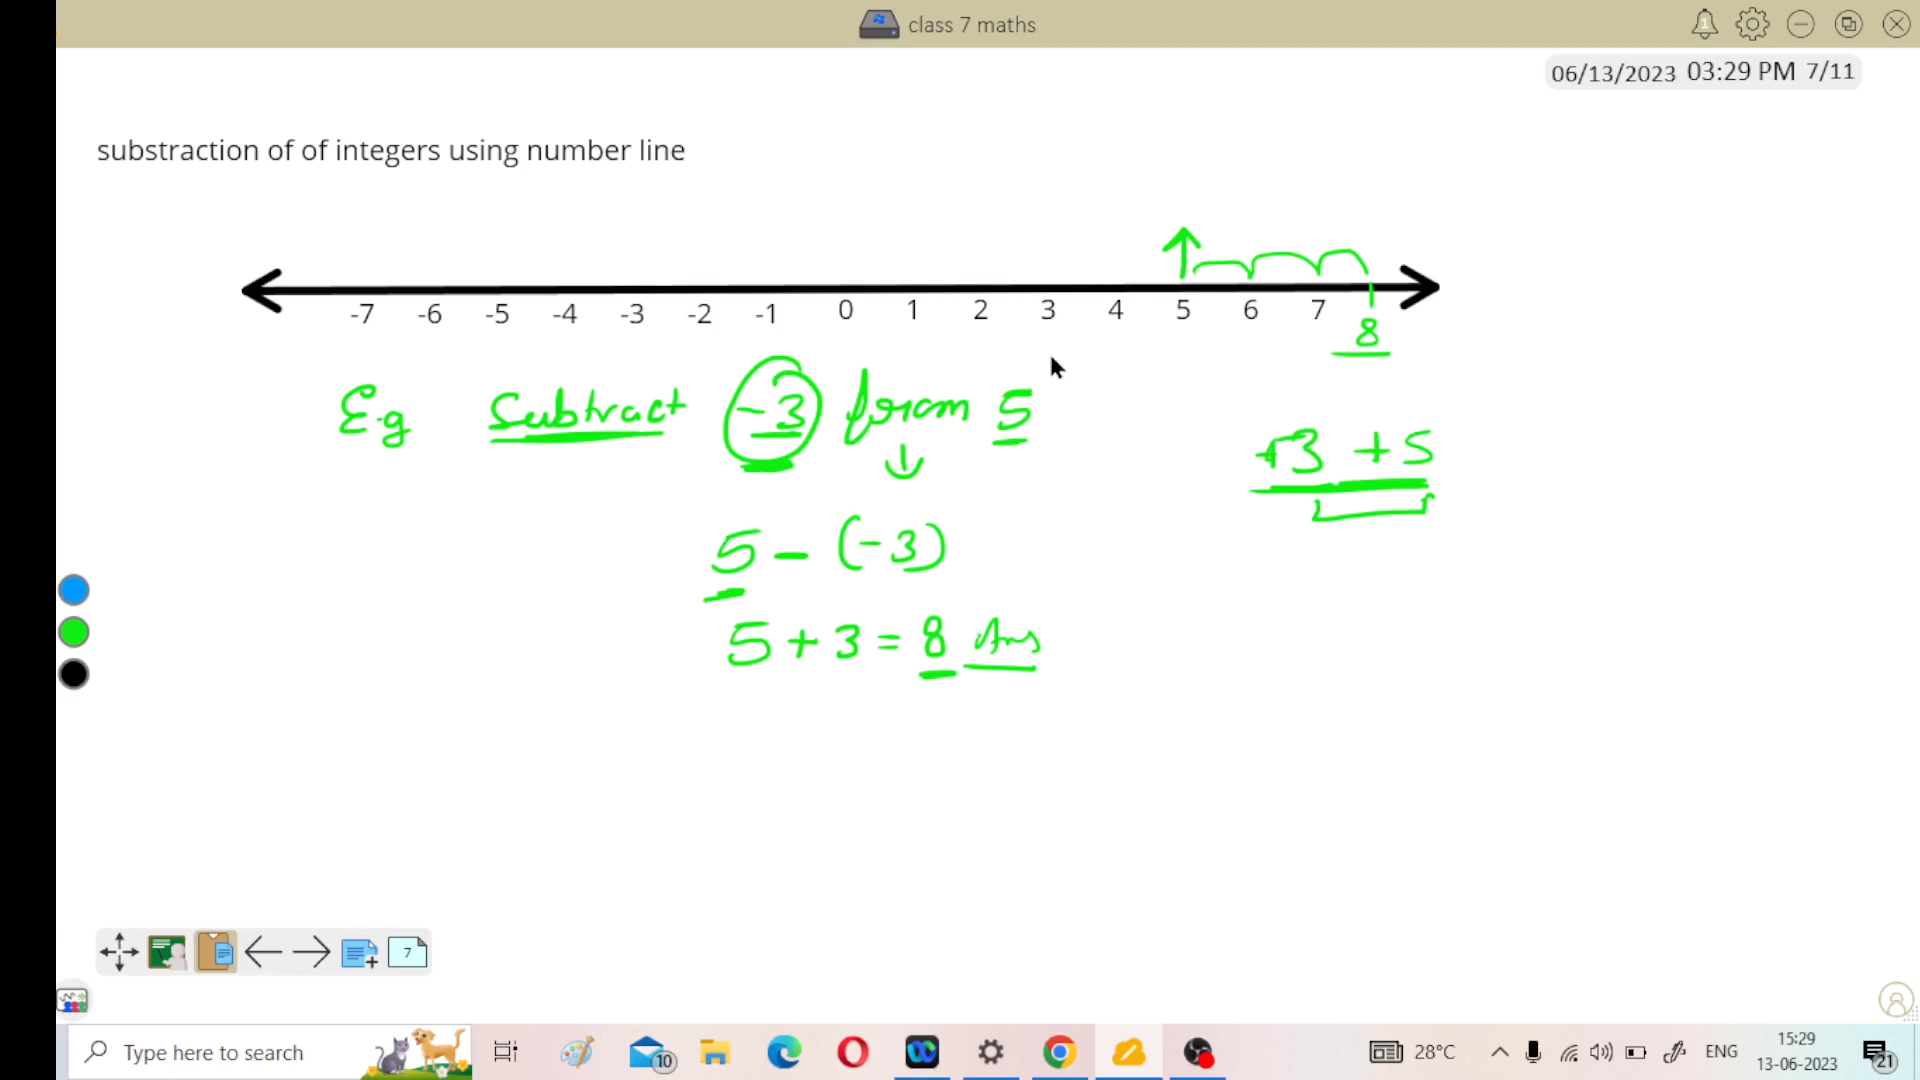 class 7 maths
06/13/2023 03:29 PM 7/11
substraction of of integers using number line
-7 -6 -5 -4 -3 -2 -1 0 1 2 3 4 5 6 7
8
E.g Subtract -3 from 5
+3 +5
5 - (-3)
5 + 3 = 8 Ans
7
Type here to search
10
28°C
ENG
15:29
13-06-2023
21